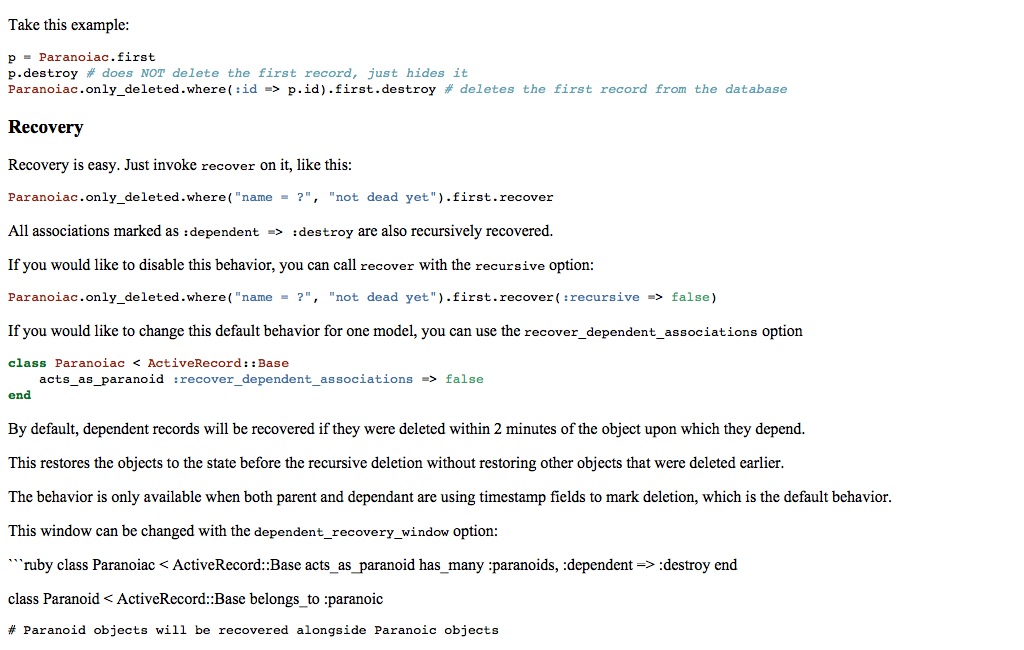 Take this example:
p = Paranoiac.first
p.destroy # does NOT delete the first record, just hides it
Paranoiac.only_deleted.where(:id => p.id).first.destroy # deletes the first record from the database
Recovery
Recovery is easy. Just invoke recover on it, like this:
Paranoiac.only_deleted.where("name = ?", "not dead yet").first.recover
All associations marked as :dependent => :destroy are also recursively recovered.
If you would like to disable this behavior, you can call recover with the recursive option:
Paranoiac.only_deleted.where("name = ?", "not dead yet").first.recover(:recursive => false)
If you would like to change this default behavior for one model, you can use the recover_dependent_associations option
class Paranoiac < ActiveRecord::Base
    acts_as_paranoid :recover_dependent_associations => false
end
By default, dependent records will be recovered if they were deleted within 2 minutes of the object upon which they depend.
This restores the objects to the state before the recursive deletion without restoring other objects that were deleted earlier.
The behavior is only available when both parent and dependant are using timestamp fields to mark deletion, which is the default behavior.
This window can be changed with the dependent_recovery_window option:
```ruby class Paranoiac < ActiveRecord::Base acts_as_paranoid has_many :paranoids, :dependent => :destroy end
class Paranoid < ActiveRecord::Base belongs_to :paranoic
# Paranoid objects will be recovered alongside Paranoic objects